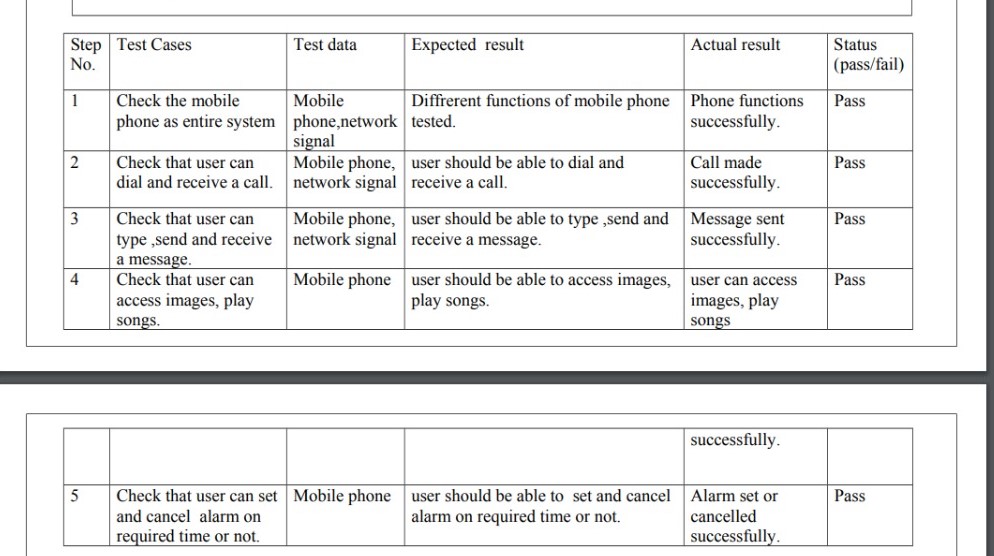 Step No.
Test Cases
Test data
Expected  result
Actual result
Status (pass/fail)
1
Check the mobile
phone as entire system
Mobile
phone,network
signal
Diffrerent functions of mobile phone
tested.
Phone functions
successfully.
Pass
2
Check that user can
dial and receive a call.
Mobile phone,
network signal
user should be able to dial and
receive a call.
Call made
successfully.
Pass
3
Check that user can
type ,send and receive
a message.
Mobile phone,
network signal
user should be able to type ,send and
receive a message.
Message sent
successfully.
Pass
4
Check that user can
access images, play
songs.
Mobile phone
user should be able to access images,
play songs.
user can access
images, play
songs
Pass
successfully.
5
Check that user can set
and cancel  alarm on
required time or not.
Mobile phone
user should be able to  set and cancel
alarm on required time or not.
Alarm set or
cancelled
successfully.
Pass